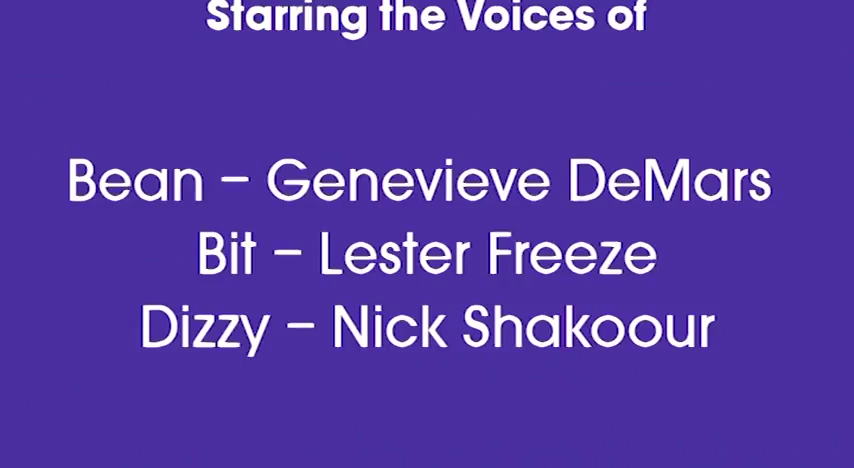 Starring the Voices of
Bean – Genevieve DeMars
Bit – Lester Freeze
Dizzy – Nick Shakoour